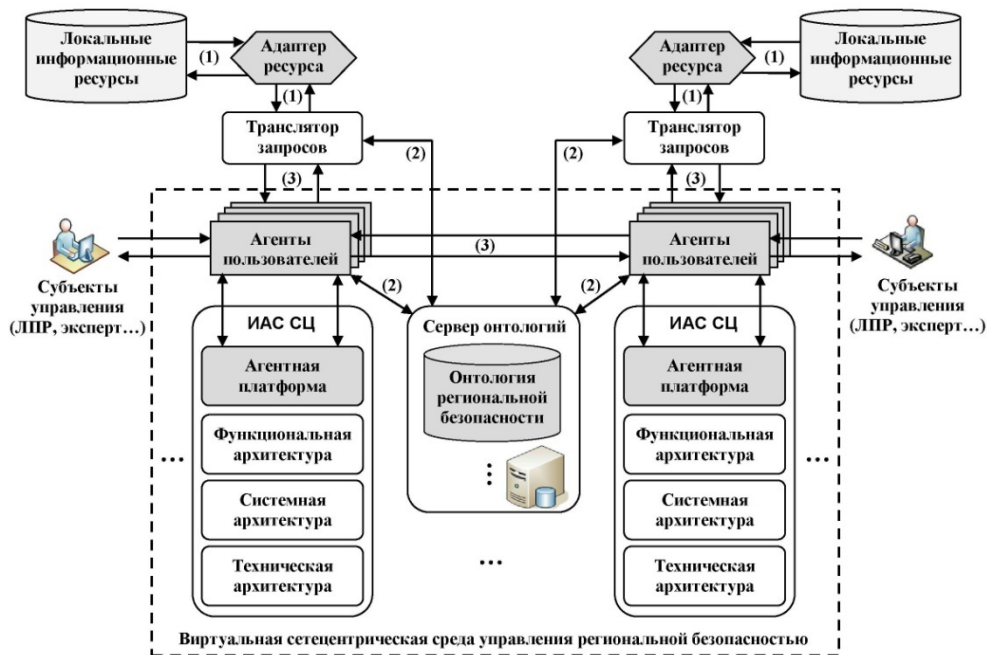 Локальные
информационные
ресурсы
(1)
Адаптер
ресурса
(1)
Транслятор
запросов
(2)
(3)
Адаптер
ресурса
(1)
Локальные
информационные
ресурсы
(1)
Транслятор
запросов
(2)
(3)
Субъекты
управления
(ЛПР, эксперт...)
Агенты
пользователей
(3)
Агенты
пользователей
Субъекты
управления
(ЛПР, эксперт...)
(2)
(2)
ИАС СЦ
Агентная
платформа
Функциональная
архитектура
Системная
архитектура
Техническая
архитектура
...
Сервер онтологий
Онтология
региональной
безопасности
...
...
ИАС СЦ
Агентная
платформа
Функциональная
архитектура
Системная
архитектура
Техническая
архитектура
...
Виртуальная сетецентрическая среда управления региональной безопасностью